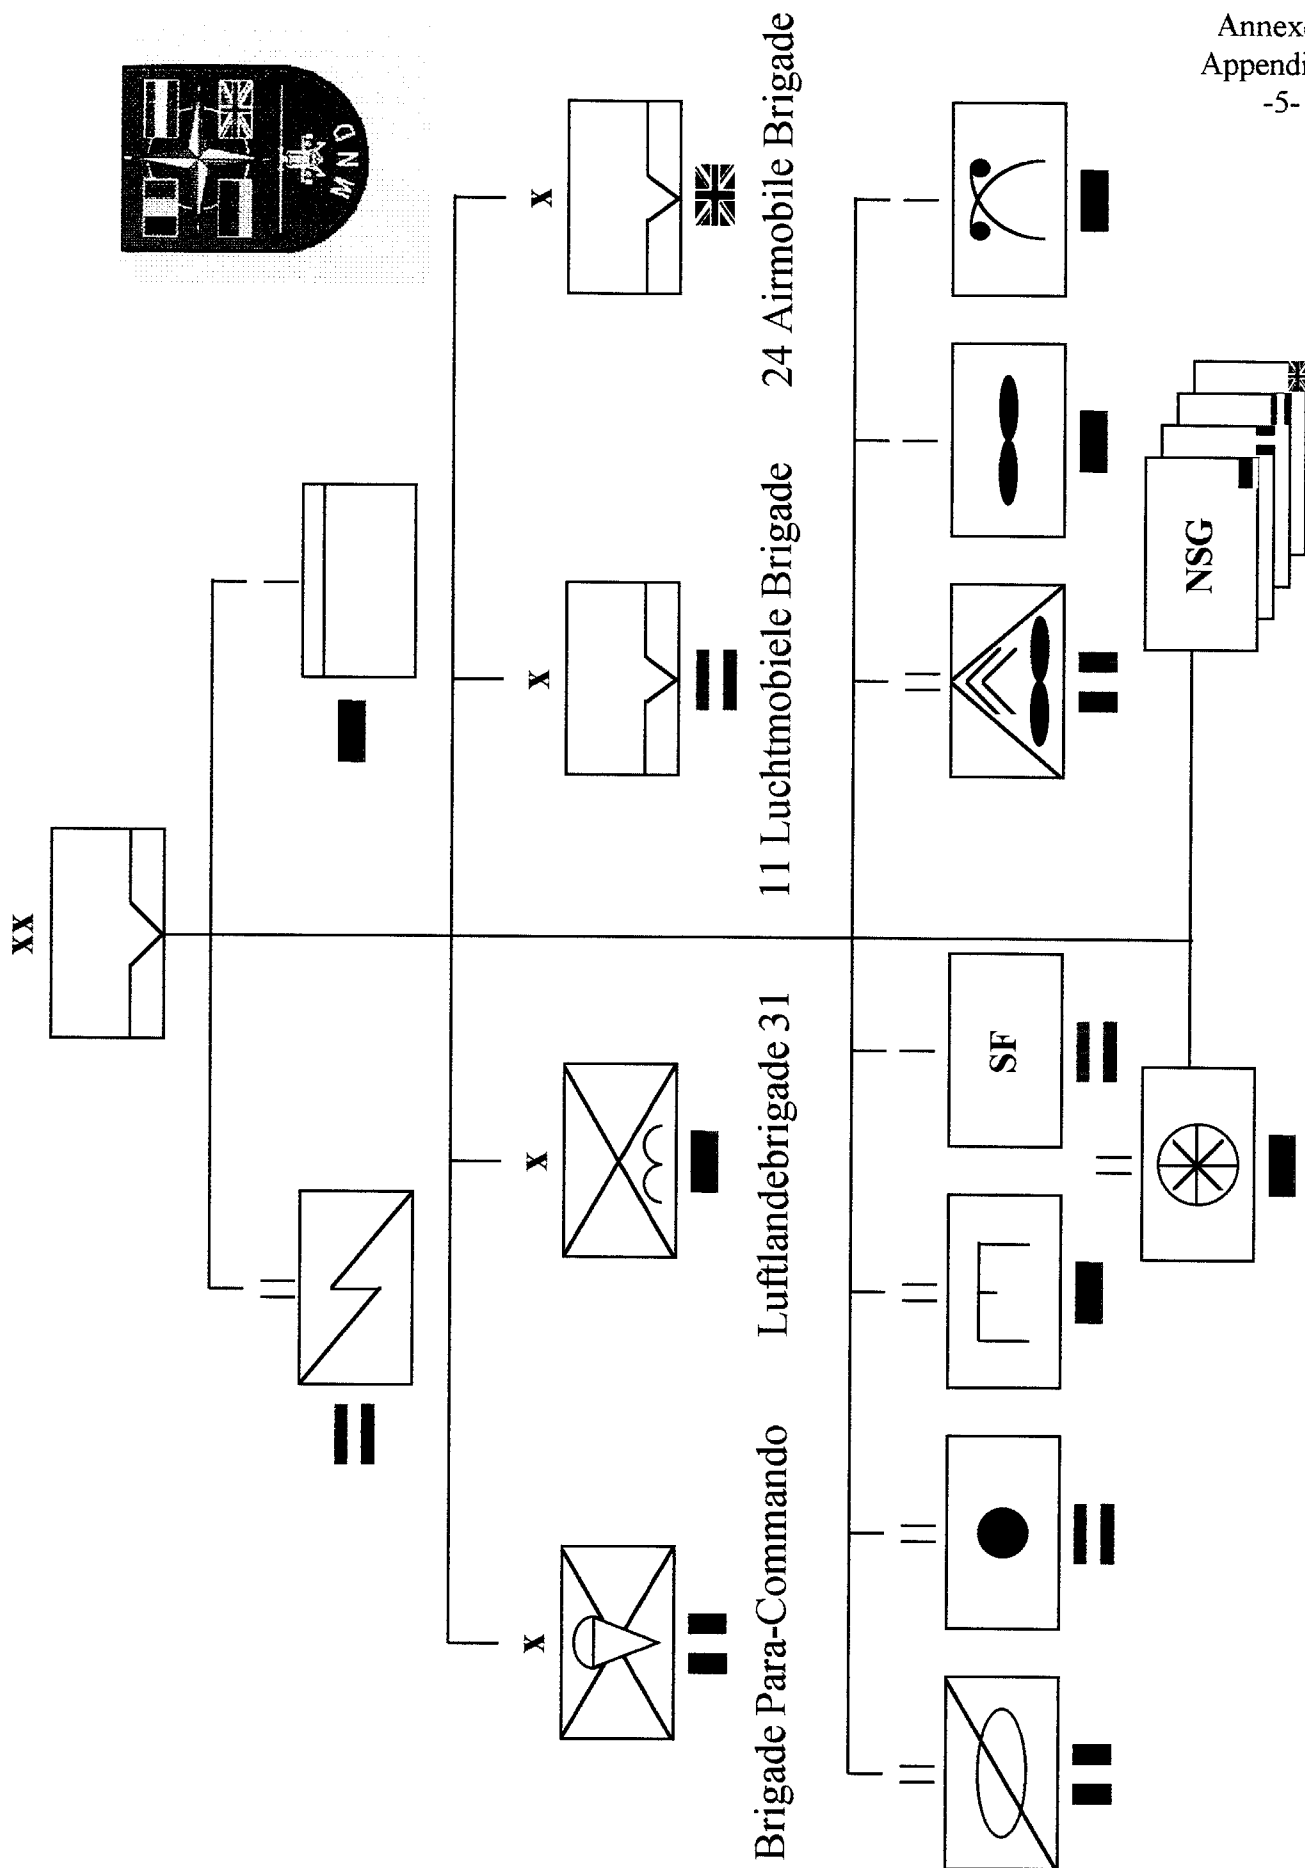 Annex
Appendi
-5-
MND
XX
X
X
X
X
Brigade Para-Commando
Luftlandebrigade 31
11 Luchtmobiele Brigade
24 Airmobile Brigade
SF
NSG